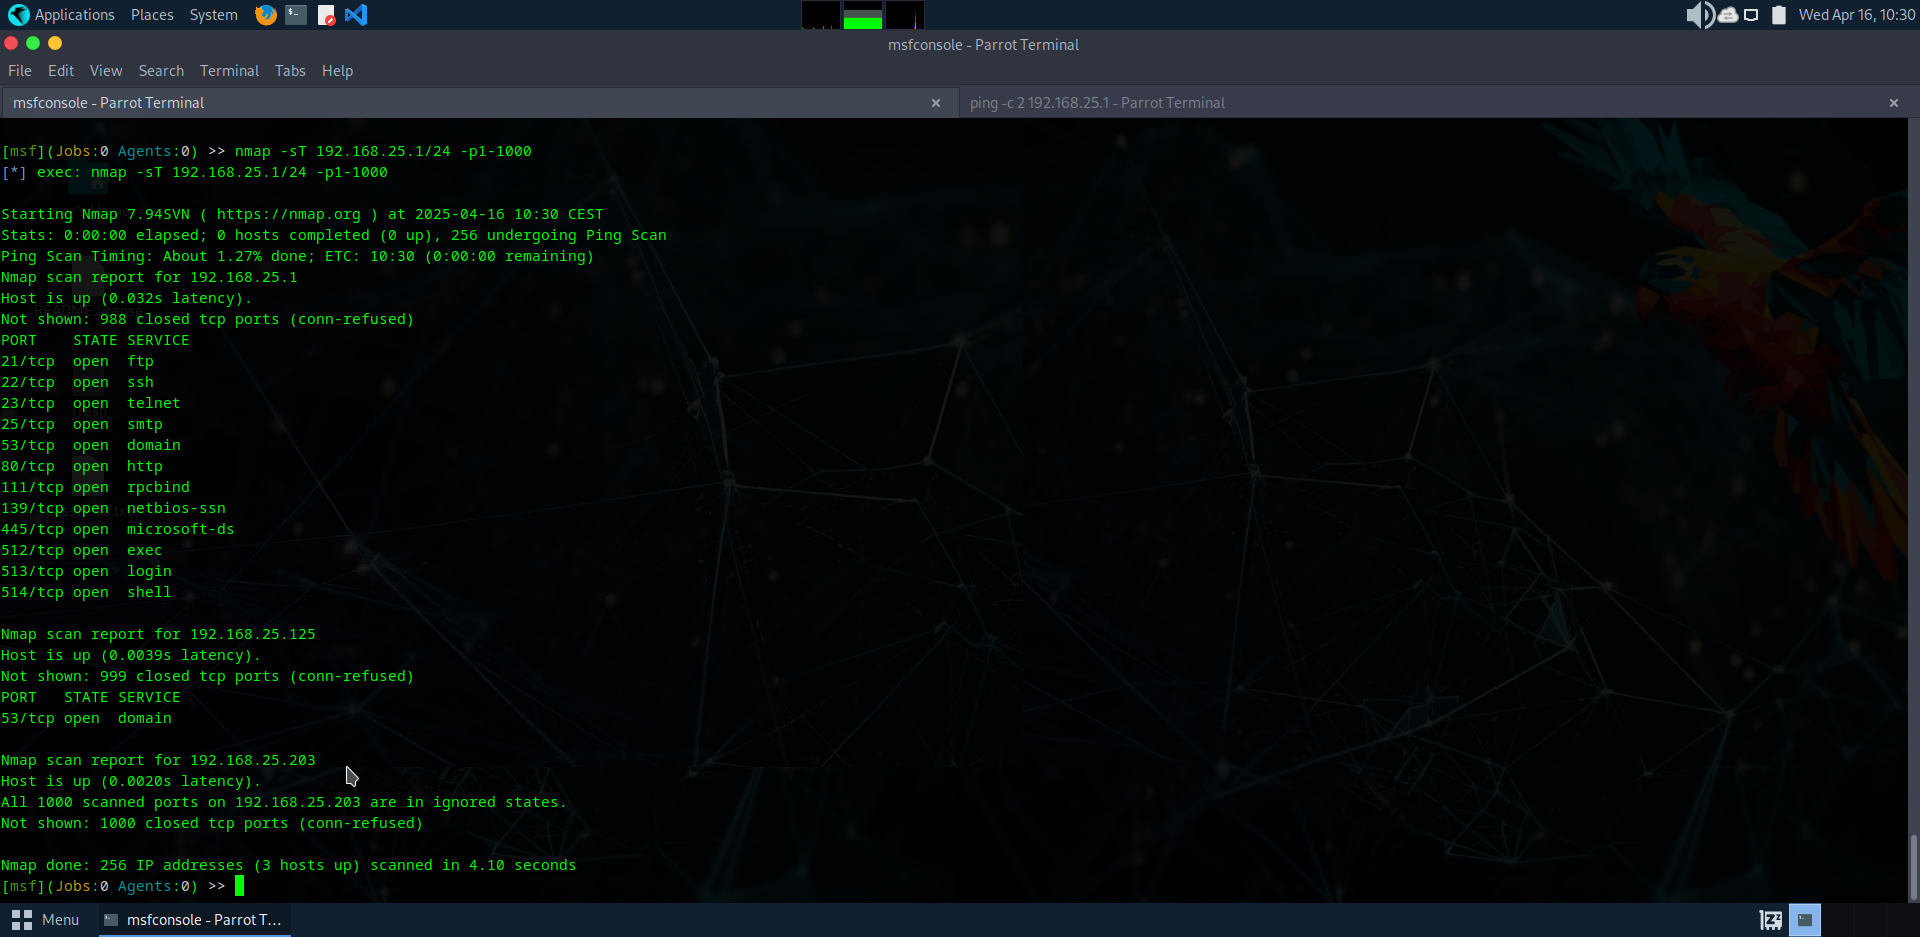 Applications Places System Wed Apr 16, 10:30
msfconsole - Parrot Terminal
File Edit View Search Terminal Tabs Help
msfconsole - Parrot Terminal × ping -c 2 192.168.25.1 - Parrot Terminal ×
[msf](Jobs:0 Agents:0) >> nmap -sT 192.168.25.1/24 -p1-1000
[*] exec: nmap -sT 192.168.25.1/24 -p1-1000
Starting Nmap 7.94SVN ( https://nmap.org ) at 2025-04-16 10:30 CEST
Stats: 0:00:00 elapsed; 0 hosts completed (0 up), 256 undergoing Ping Scan
Ping Scan Timing: About 1.27% done; ETC: 10:30 (0:00:00 remaining)
Nmap scan report for 192.168.25.1
Host is up (0.032s latency).
Not shown: 988 closed tcp ports (conn-refused)
PORT    STATE SERVICE
21/tcp  open  ftp
22/tcp  open  ssh
23/tcp  open  telnet
25/tcp  open  smtp
53/tcp  open  domain
80/tcp  open  http
111/tcp open  rpcbind
139/tcp open  netbios-ssn
445/tcp open  microsoft-ds
512/tcp open  exec
513/tcp open  login
514/tcp open  shell
Nmap scan report for 192.168.25.125
Host is up (0.0039s latency).
Not shown: 999 closed tcp ports (conn-refused)
PORT   STATE SERVICE
53/tcp open  domain
Nmap scan report for 192.168.25.203
Host is up (0.0020s latency).
All 1000 scanned ports on 192.168.25.203 are in ignored states.
Not shown: 1000 closed tcp ports (conn-refused)
Nmap done: 256 IP addresses (3 hosts up) scanned in 4.10 seconds
[msf](Jobs:0 Agents:0) >>
Menu msfconsole - Parrot T...